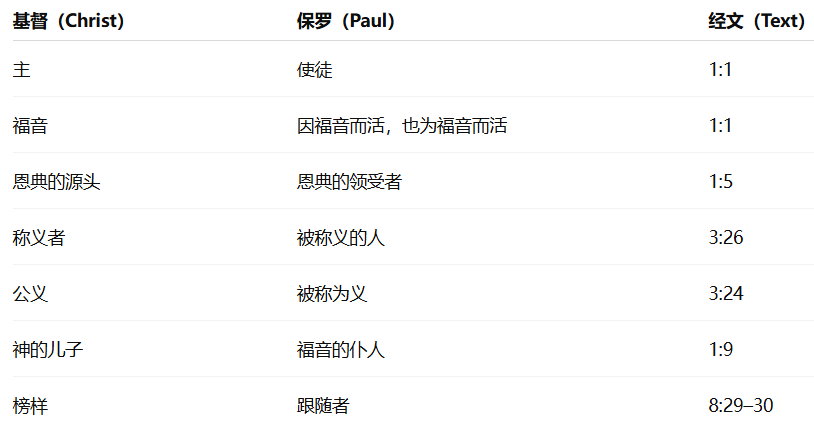 基督（Christ） 保罗（Paul） 经文（Text）
主 使徒 1:1
福音 因福音而活，也为福音而活 1:1
恩典的源头 恩典的领受者 1:5
称义者 被称义的人 3:26
公义 被称为义 3:24
神的儿子 福音的仆人 1:9
榜样 跟随者 8:29–30